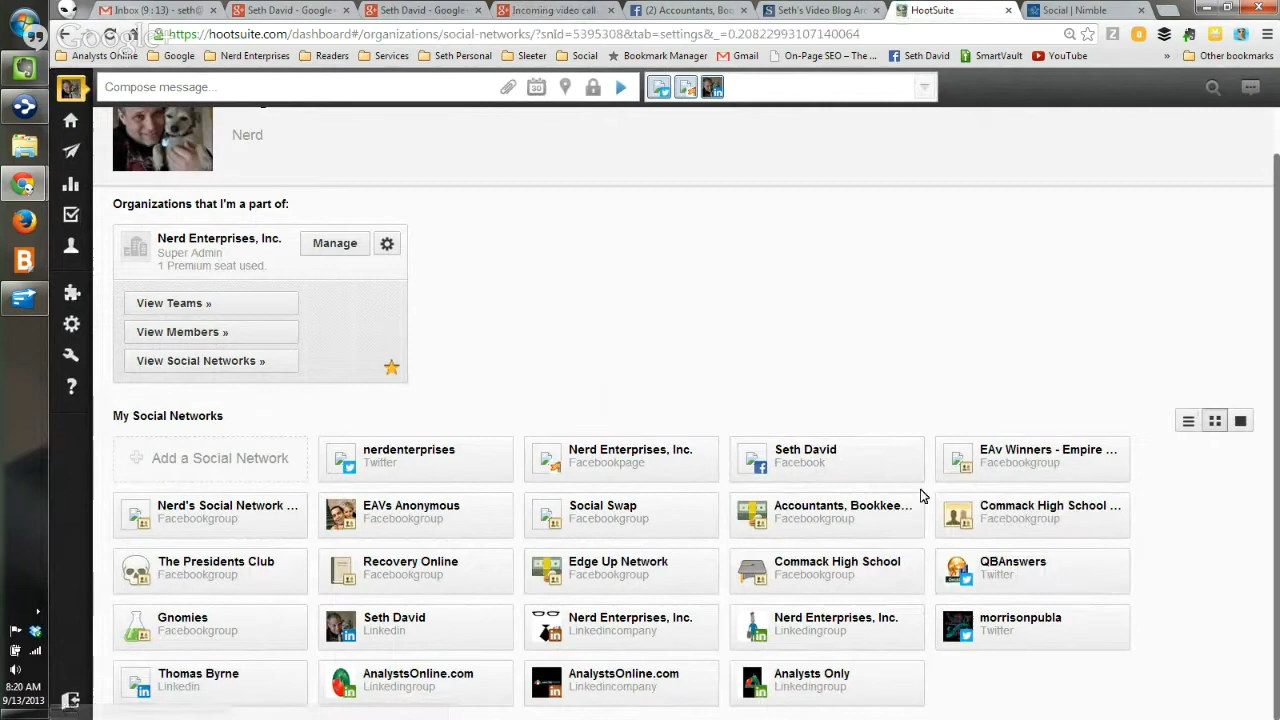 Inbox (9,13) - seth@
Seth David - Google
Seth David - Google
Incoming video call
(2) Accountants, Boo
Seth's Video Blog Ar
HootSuite
Social | Nimble
Google
https://hootsuite.com/dashboard#/organizations/social-networks/?snId=5395308&tab=settings&_=0.20822993107140064
Analysts Online
Google
Nerd Enterprises
Readers
Services
Seth Personal
Sleeter
Social
Bookmark Manager
Gmail
On-Page SEO –
The
Seth David
SmartVault
YouTube
»
Other bookmarks
Compose message...
30
Nerd
Organizations that I'm a part of:
Nerd Enterprises, Inc.
Super Admin
1 Premium seat used.
Manage
View Teams »
View Members »
View Social Networks »
My Social Networks
Add a Social Network
nerdenterprises
Twitter
Nerd Enterprises, Inc.
Facebookpage
Seth David
Facebook
EAv Winners - Empire ...
Facebookgroup
Nerd's Social Network ...
Facebookgroup
EAVs Anonymous
Facebookgroup
Social Swap
Facebookgroup
Accountants, Bookkee...
Facebookgroup
Commack High School ...
Facebookgroup
The Presidents Club
Facebookgroup
Recovery Online
Facebookgroup
Edge Up Network
Facebookgroup
Commack High School
Facebookgroup
QBAnswers
Twitter
Gnomies
Facebookgroup
Seth David
Linkedin
Nerd Enterprises, Inc.
Linkedincompany
Nerd Enterprises, Inc.
Linkedingroup
morrisonpubla
Twitter
Thomas Byrne
Linkedin
AnalystsOnline.com
Linkedingroup
AnalystsOnline.com
Linkedincompany
Analysts Only
Linkedingroup
8:20 AM
9/13/2013